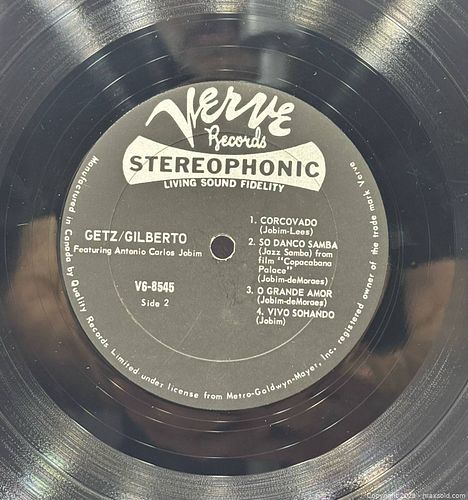 Verve
Records
STEREOPHONIC
LIVING SOUND FIDELITY
GETZ/GILBERTO
Featuring Antonio Carlos Jobim
V6-8545
Side 2
1. CORCOVADO
(Jobim-Lees)
2. SO DANCO SAMBA
(Jazz Samba) from
film "Copacabana
Palace"
(Jobim-deMoraes)
3. O GRANDE AMOR
(Jobim-deMoraes)
4. VIVO SOHANDO
(Jobim)
Manufactured in Canada by Quality Records Limited under license from Metro-Goldwyn-Mayer, Inc. registered owner of the trade mark Verve